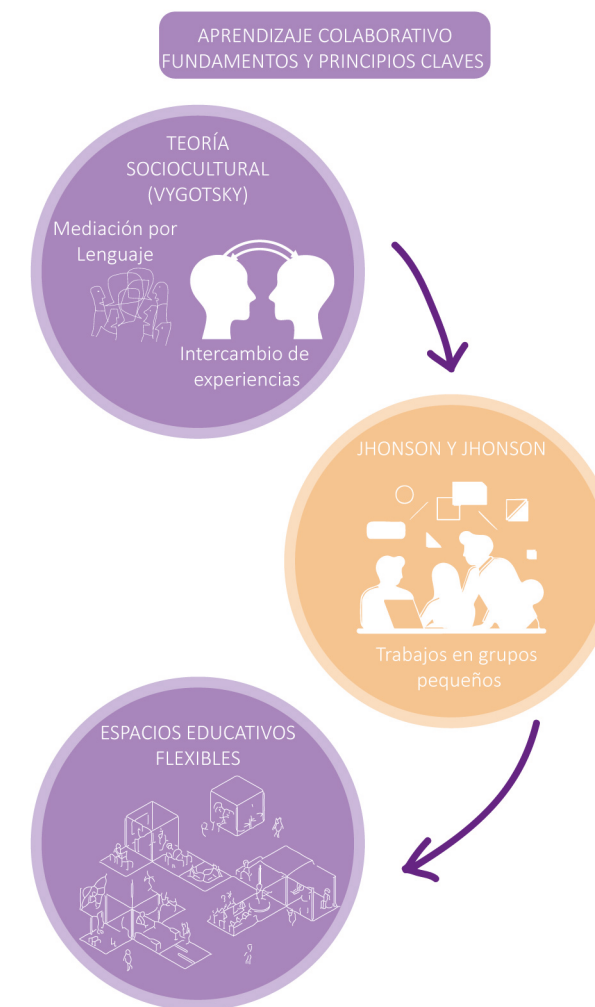 APRENDIZAJE COLABORATIVO
FUNDAMENTOS Y PRINCIPIOS CLAVES
TEORÍA
SOCIOCULTURAL
(VYGOTSKY)
Mediación por
Lenguaje
Intercambio de
experiencias
JHONSON Y JHONSON
Trabajos en grupos
pequeños
ESPACIOS EDUCATIVOS
FLEXIBLES